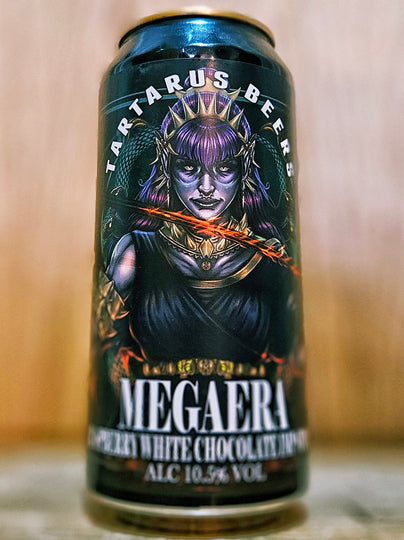 TARTARUS BEERS
MEGAERA
WHITE CHOCOLATE
ALC 10.5% VOL